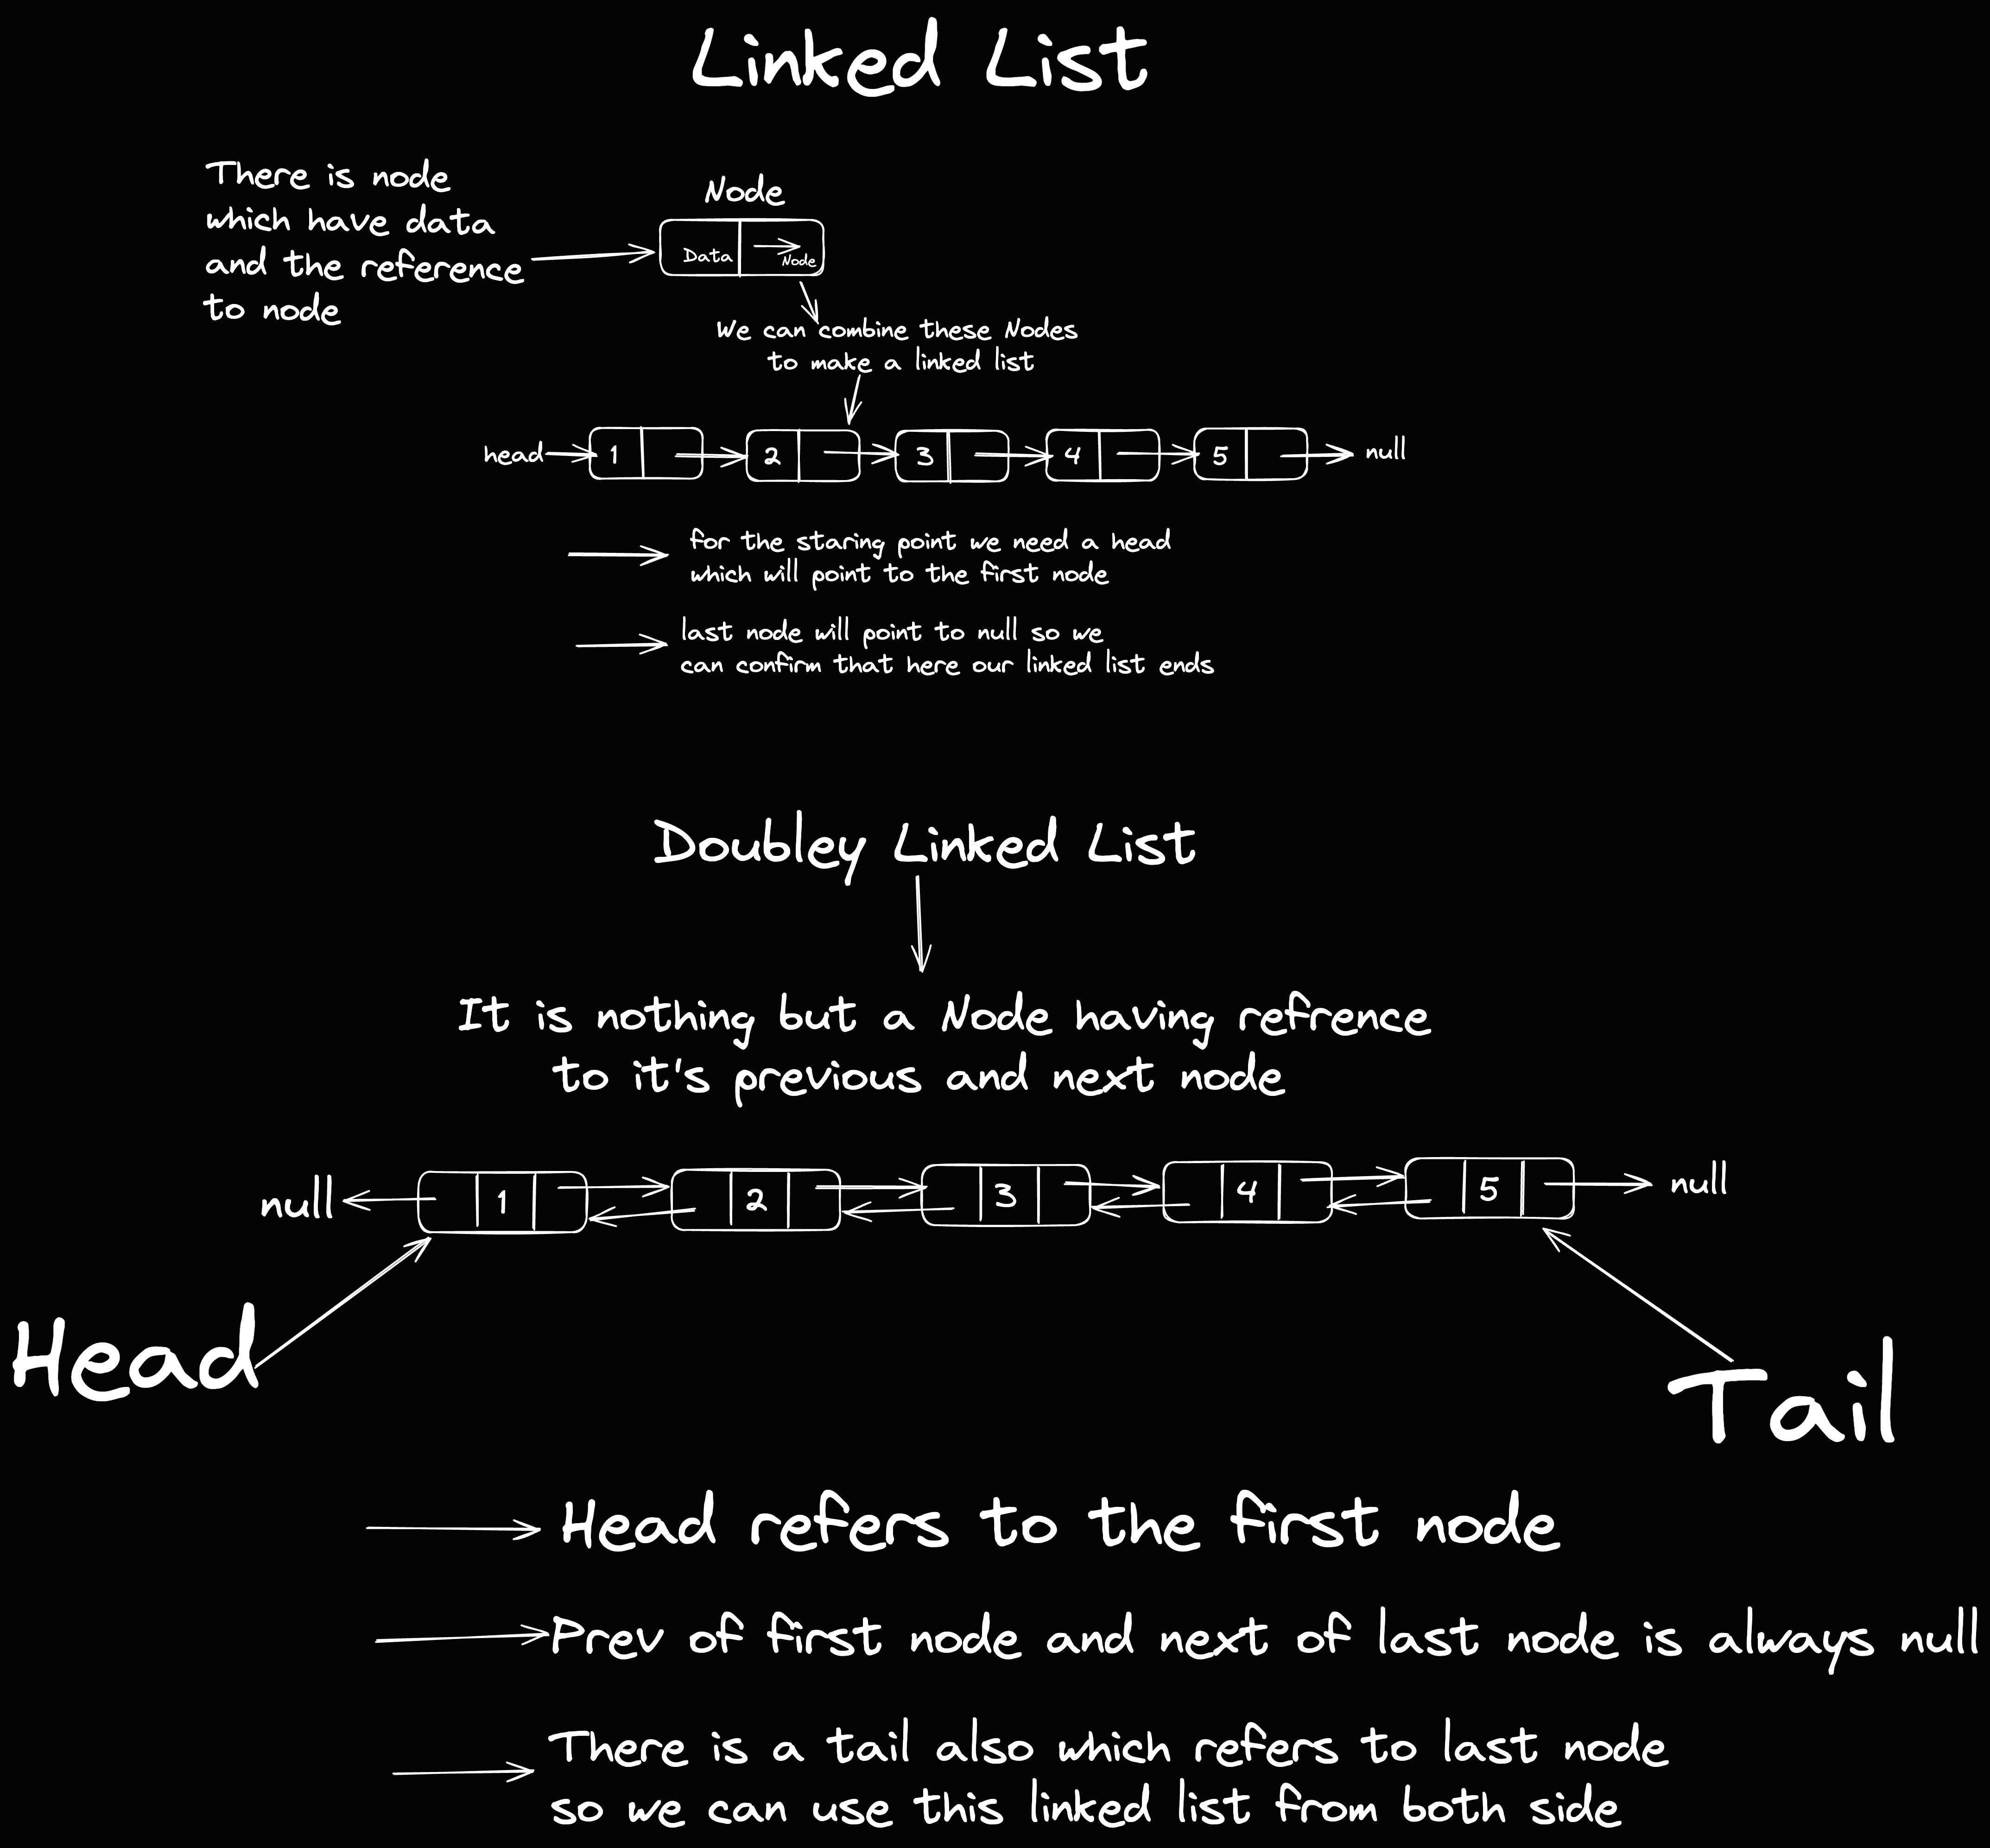 Linked List
There is node
which have data
and the reference
to node
Node
Data
Node
We can combine these Nodes
to make a linked list
head 1 2 3 4 5 null
for the staring point we need a head
which will point to the first node
last node will point to null so we
can confirm that here our linked list ends
Doubley Linked List
It is nothing but a Node having refrence
to it's previous and next node
null 1 2 3 4 5 null
Head
Tail
Head refers to the first node
Prev of first node and next of last node is always null
There is a tail also which refers to last node
so we can use this linked list from both side